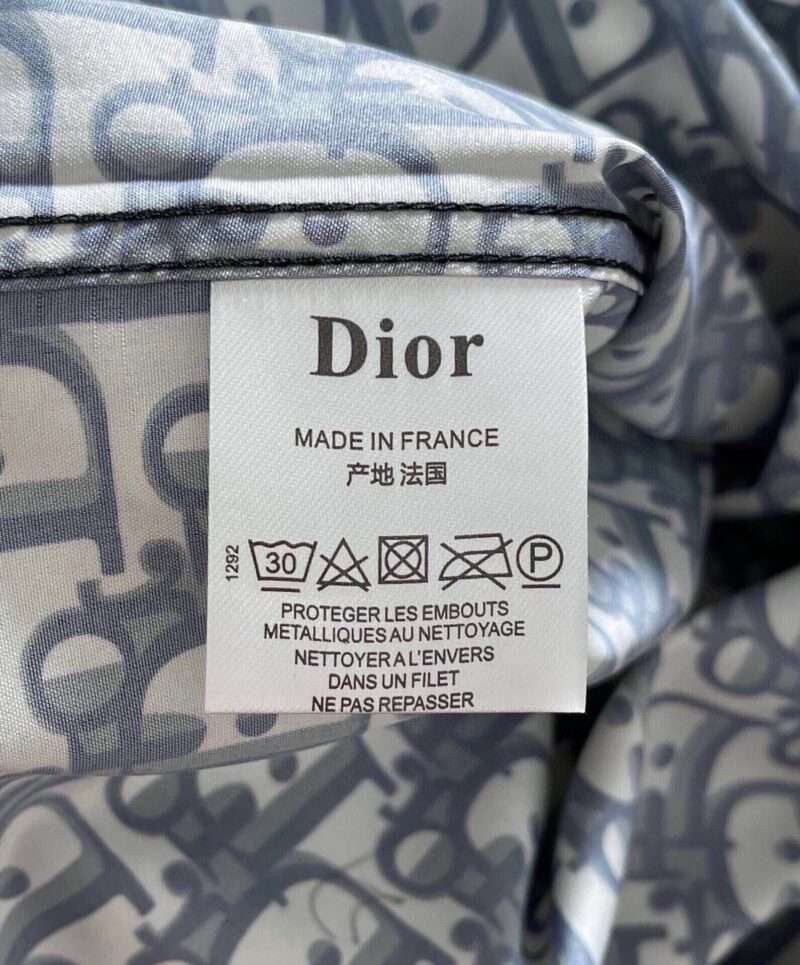 Dior
MADE IN FRANCE
产地 法国
1292
30
P
PROTEGER LES EMBOUTS
METALLIQUES AU NETTOYAGE
NETTOYER A L'ENVERS
DANS UN FILET
NE PAS REPASSER